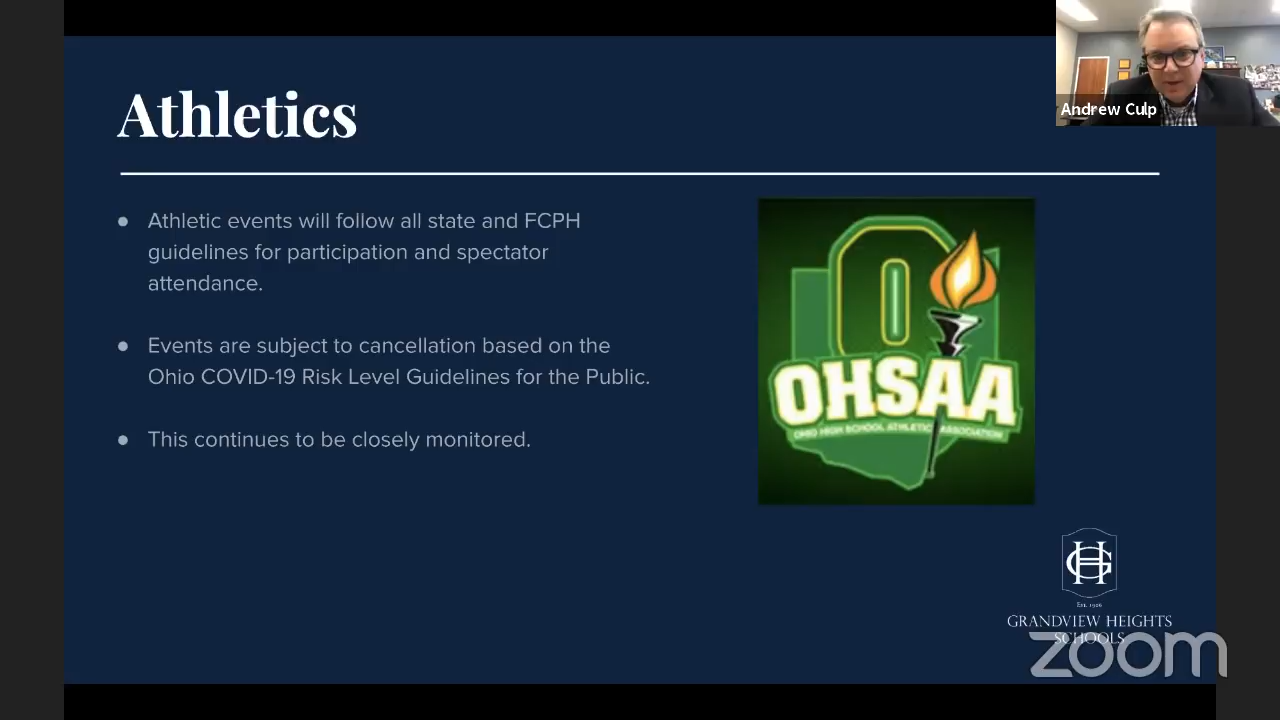 Athletics
Andrew Culp
● Athletic events will follow all state and FCPH
guidelines for participation and spectator
attendance.
● Events are subject to cancellation based on the
Ohio COVID-19 Risk Level Guidelines for the Public.
● This continues to be closely monitored.
O
OHSAA
OHIO HIGH SCHOOL ATHLETIC ASSOCIATION
GH
EST. 1906
GRANDVIEW HEIGHTS
SCHOOLS
zoom